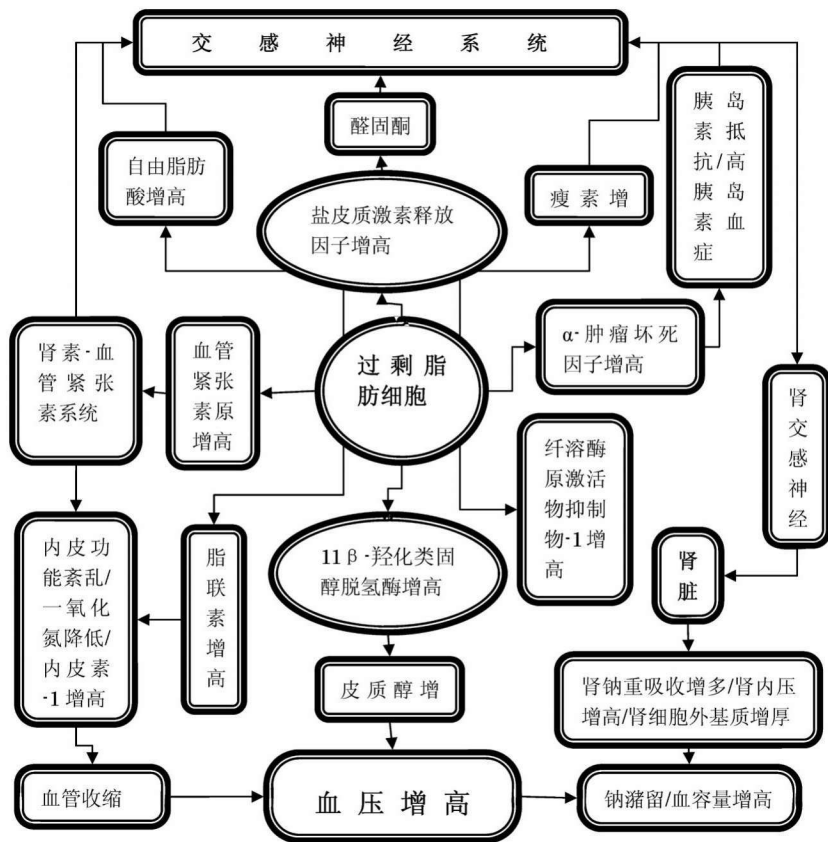 交感神经系统
醛固酮
自由脂肪
酸增高
盐皮质激素释放
因子增高
瘦素增
胰岛
素抵
抗/高
胰岛
素血
症
肾素-血
管紧张
素系统
血管
紧张
素原
增高
过剩脂
肪细胞
α-肿瘤坏死
因子增高
肾
交
感
神
经
纤溶酶
原激活
物抑制
物-1增
高
内皮功
能紊乱/
一氧化
氮降低/
内皮素
-1增高
脂
联
素
增
高
11β-羟化类固
醇脱氢酶增高
肾
脏
皮质醇增
肾钠重吸收增多/肾内压
增高/肾细胞外基质增厚
血管收缩
血压增高
钠潴留/血容量增高